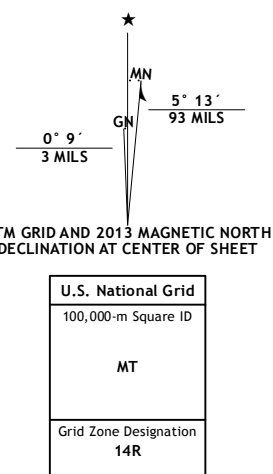 ★
MN
GN
5° 13´
93 MILS
0° 9´
3 MILS
TM GRID AND 2013 MAGNETIC NORTH
DECLINATION AT CENTER OF SHEET
U.S. National Grid
100,000-m Square ID
MT
Grid Zone Designation
14R